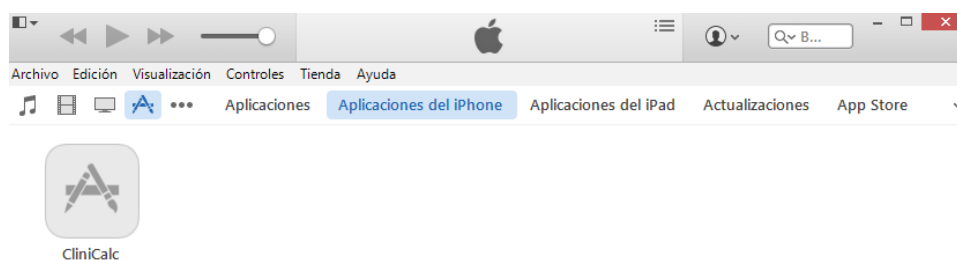 B...
Archivo Edición Visualización Controles Tienda Ayuda
Aplicaciones Aplicaciones del iPhone Aplicaciones del iPad Actualizaciones App Store
CliniCalc